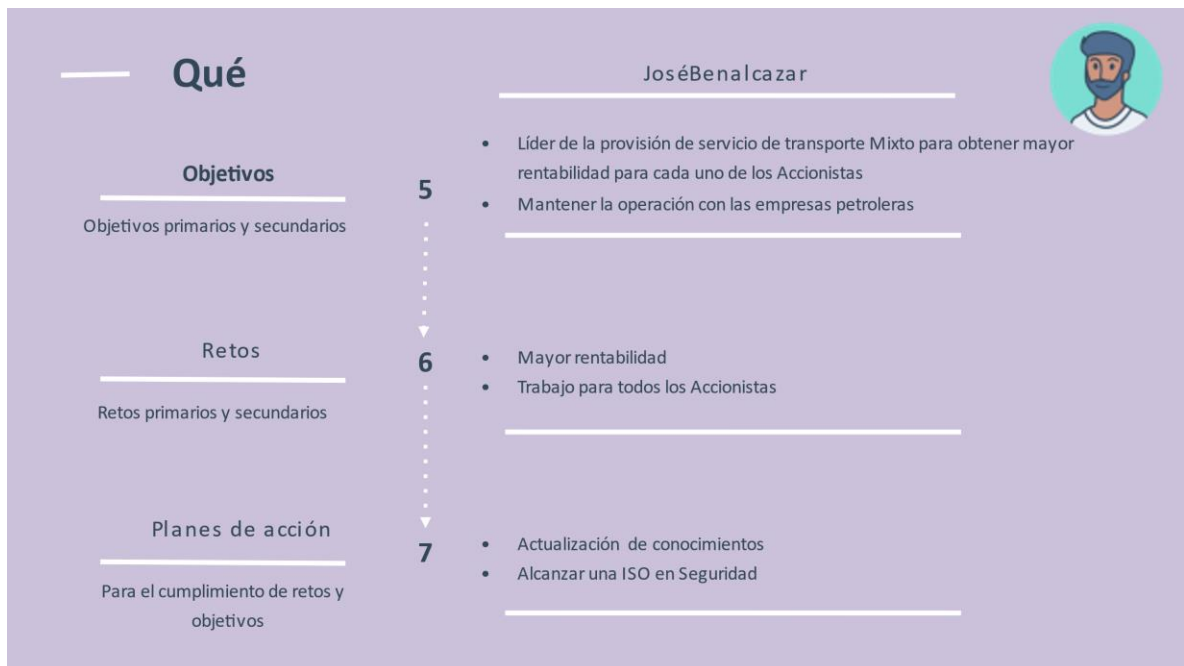 Qué
José Benalcazar
Objetivos
Objetivos primarios y secundarios
5
• Líder de la provisión de servicio de transporte Mixto para obtener mayor
rentabilidad para cada uno de los Accionistas
• Mantener la operación con las empresas petroleras
Retos
Retos primarios y secundarios
6
• Mayor rentabilidad
• Trabajo para todos los Accionistas
Planes de acción
Para el cumplimiento de retos y
objetivos
7
• Actualización de conocimientos
• Alcanzar una ISO en Seguridad